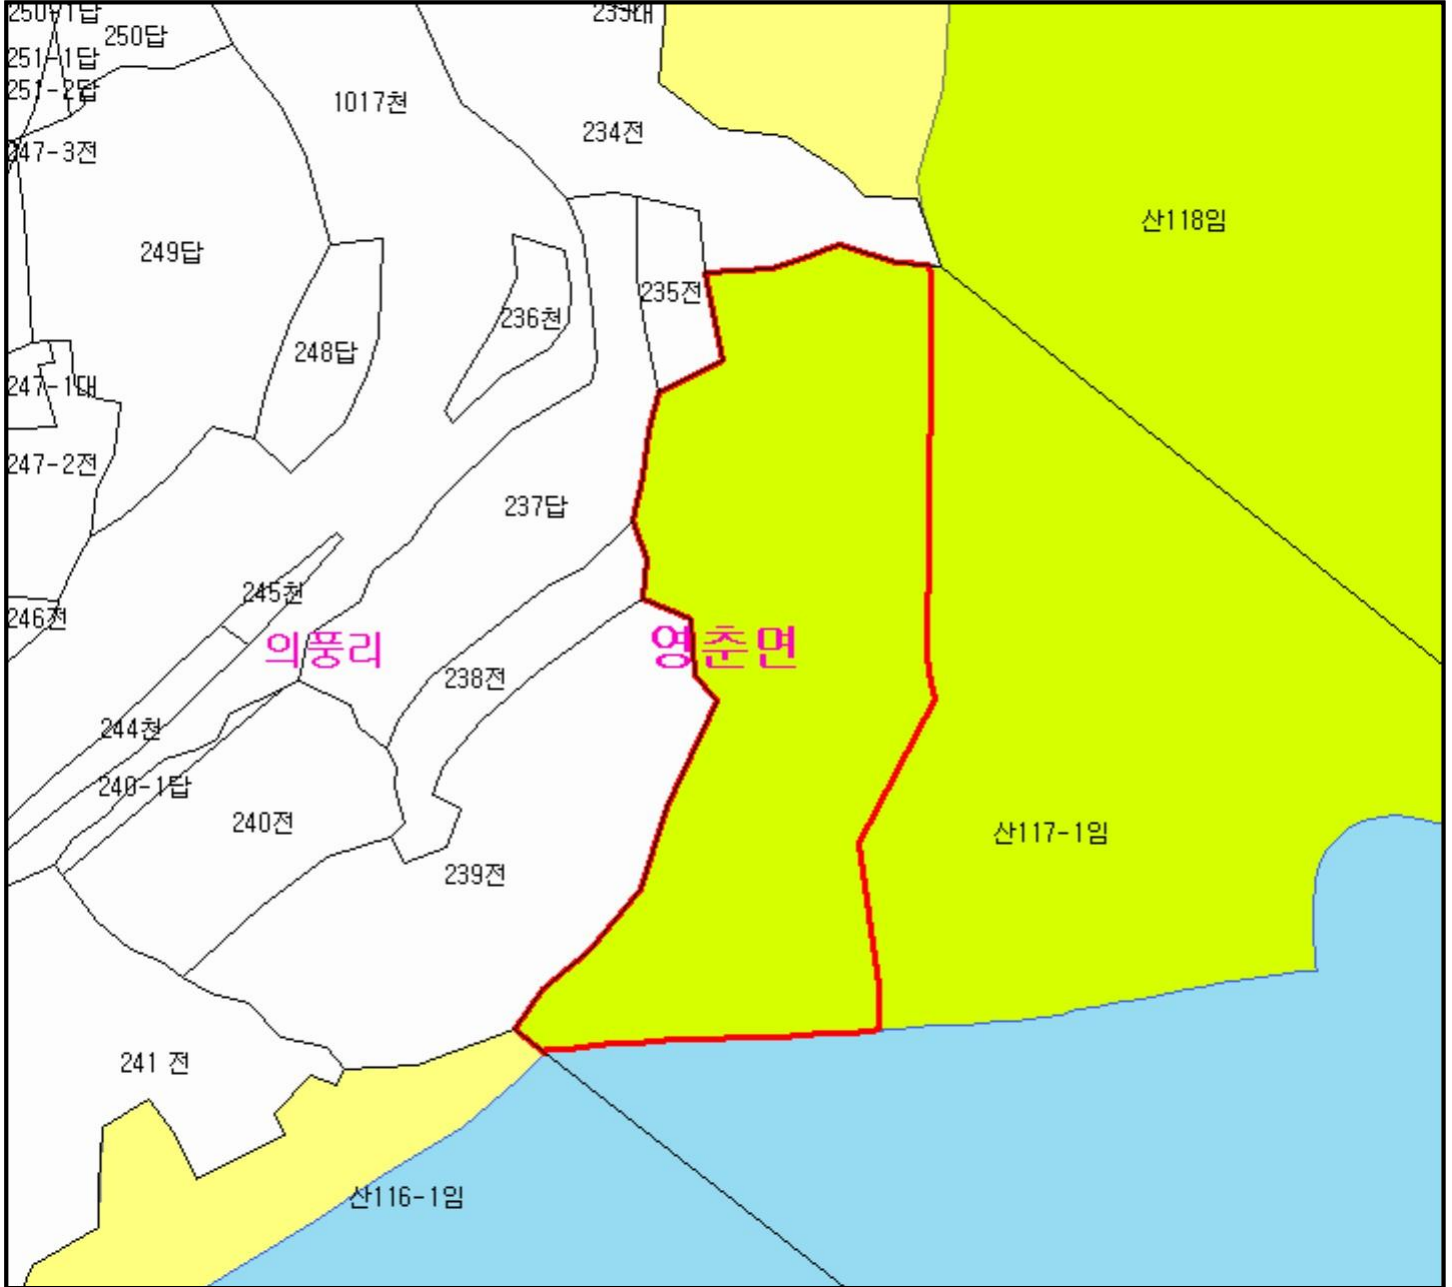 250답
251-1답
251-2답
1017천
234전
247-3전
산118임
249답
235전
236천
248답
247-1대
247-2전
237답
245천
246전
의풍리
영춘면
238전
244천
240-1답
240전
산117-1임
239전
241 전
산116-1임